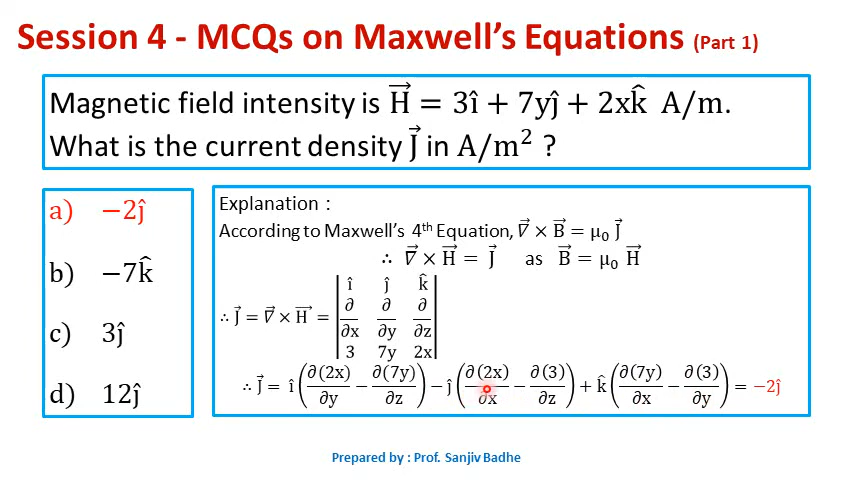 Session 4 - MCQs on Maxwell's Equations (Part 1)
Magnetic field intensity is H⃗ = 3î + 7yĵ + 2xk̂ A/m.
What is the current density J⃗ in A/m² ?
a) −2ĵ
b) −7k̂
c) 3ĵ
d) 12ĵ
Explanation :
According to Maxwell's 4th Equation, ∇⃗ × B⃗ = μ₀ J⃗
∴ ∇⃗ × H⃗ = J⃗ as B⃗ = μ₀ H⃗
∴ J⃗ = ∇⃗ × H⃗ = | î ĵ k̂ |
| ∂/∂x ∂/∂y ∂/∂z |
| 3 7y 2x |
∴ J⃗ = î(∂(2x)/∂y − ∂(7y)/∂z) − ĵ(∂(2x)/∂x − ∂(3)/∂z) + k̂(∂(7y)/∂x − ∂(3)/∂y) = −2ĵ
Prepared by : Prof. Sanjiv Badhe